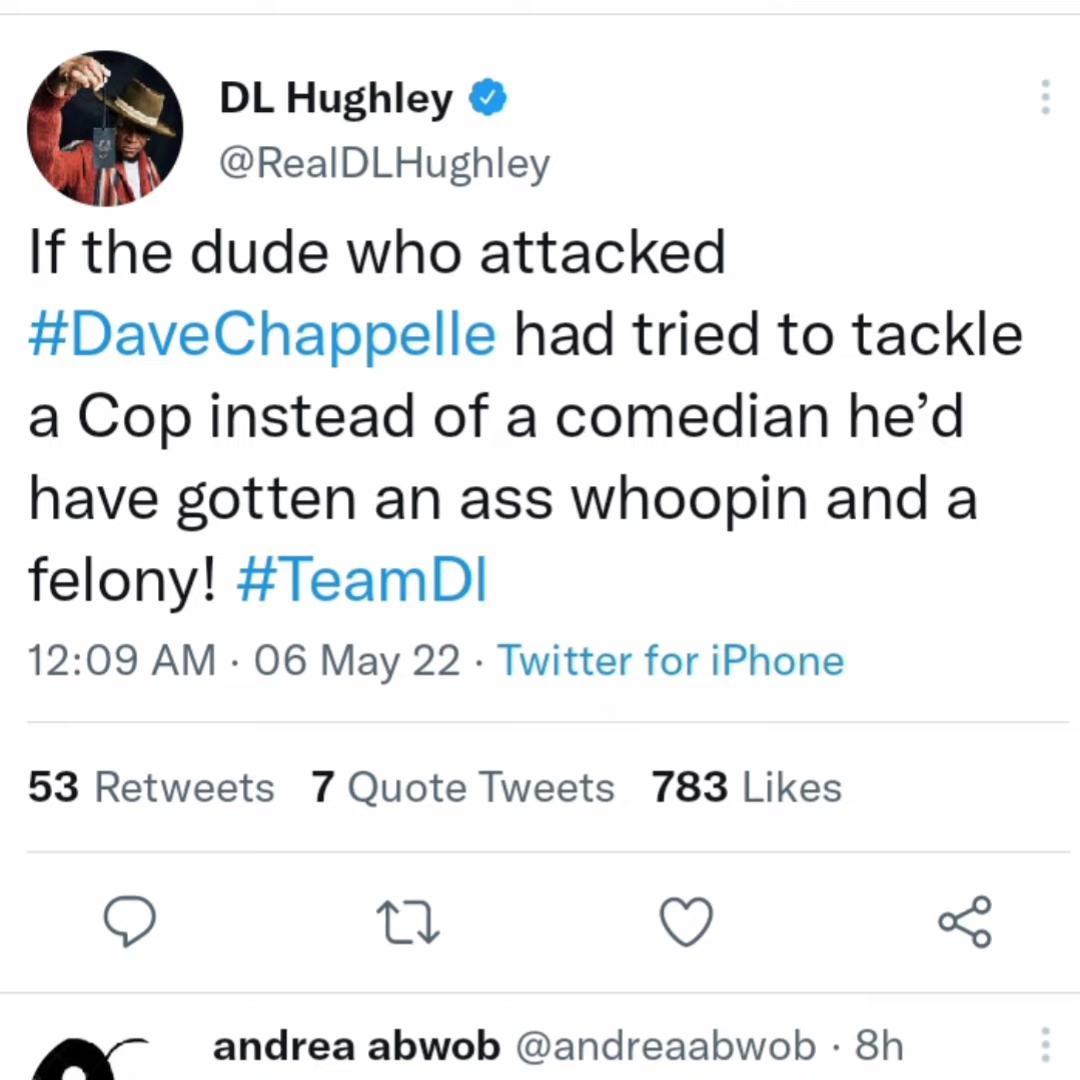 DL Hughley
@RealDLHughley
If the dude who attacked
#DaveChappelle had tried to tackle
a Cop instead of a comedian he’d
have gotten an ass whoopin and a
felony! #TeamDl
12:09 AM · 06 May 22 · Twitter for iPhone
53 Retweets 7 Quote Tweets 783 Likes
andrea abwob @andreaabwob · 8h